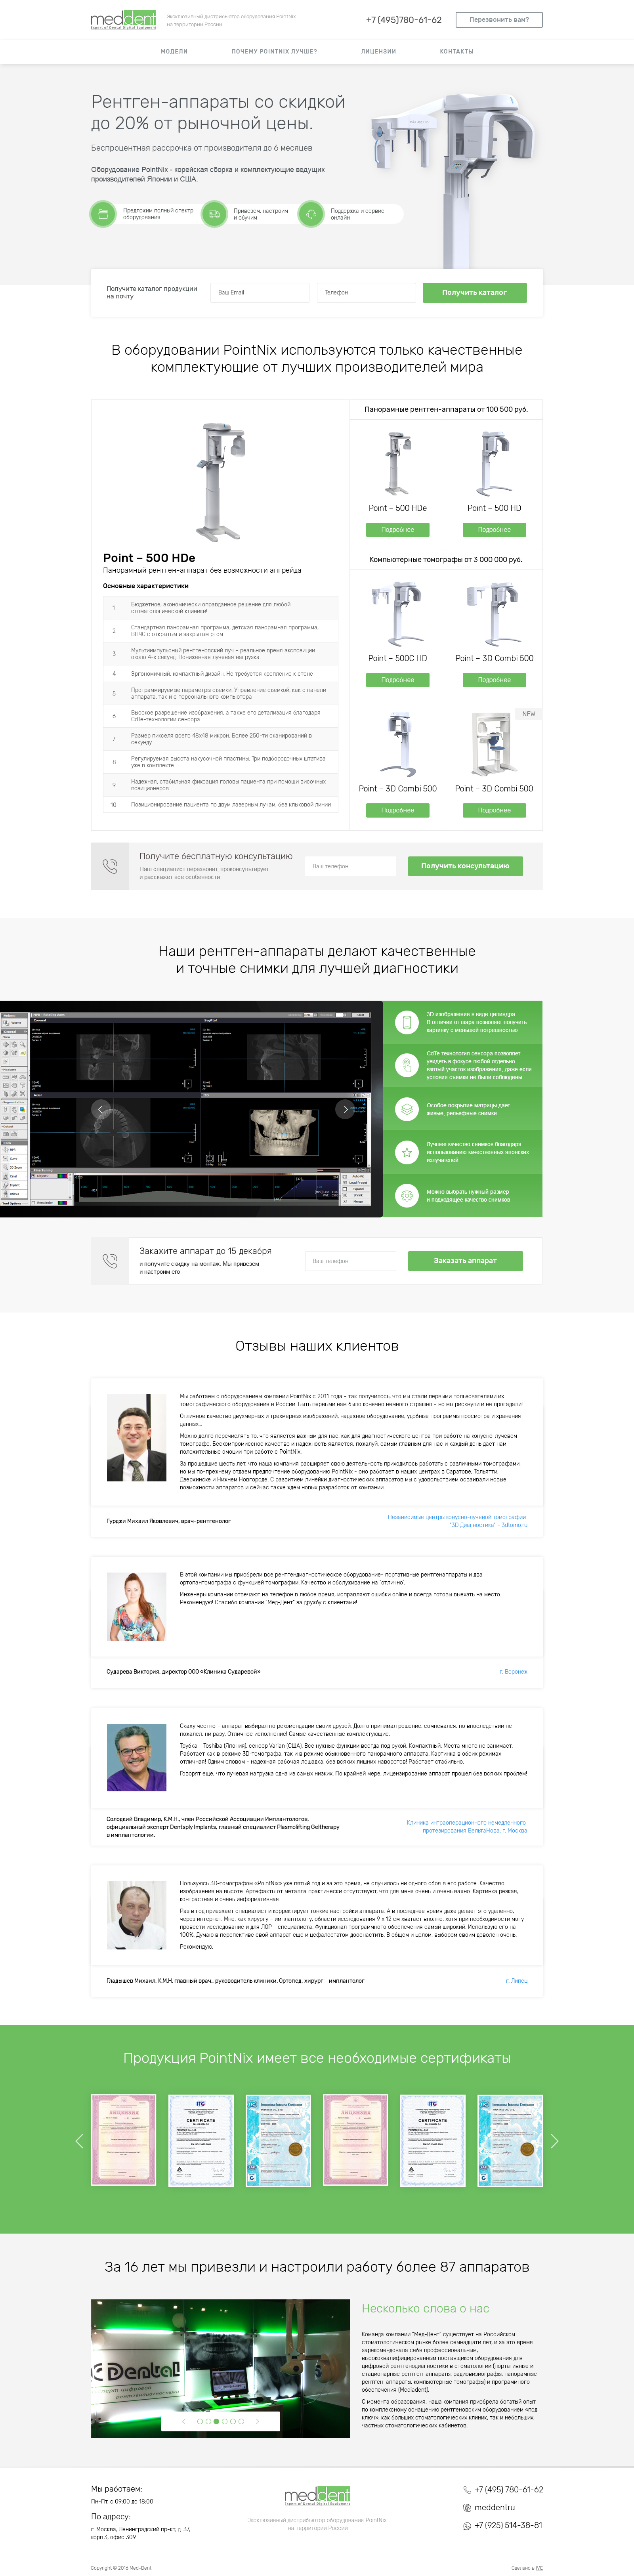 meddent
Expert of Dental Digital Equipment
Эксклюзивный дистрибьютор оборудования PointNix
на территории России
+7 (495)780-61-62
Перезвонить вам?
МОДЕЛИ
ПОЧЕМУ POINTNIX ЛУЧШЕ?
ЛИЦЕНЗИИ
КОНТАКТЫ
Рентген-аппараты со скидкой
до 20% от рыночной цены.
Беспроцентная рассрочка от производителя до 6 месяцев
Оборудование PointNix - корейская сборка и комплектующие ведущих
производителей Японии и США.
Предложим полный спектр
оборудования
Привезем, настроим
и обучим
Поддержка и сервис
онлайн
Получите каталог продукции
на почту
Ваш Email
Телефон
Получить каталог
В оборудовании PointNix используются только качественные
комплектующие от лучших производителей мира
Point – 500 HDe
Панорамный рентген-аппарат без возможности апгрейда
Основные характеристики
1 Бюджетное, экономически оправданное решение для любой
стоматологической клиники!
2 Стандартная панорамная программа, детская панорамная программа,
ВНЧС с открытым и закрытым ртом
3 Мультиимпульсный рентгеновский луч – реальное время экспозиции
около 4-х секунд. Пониженная лучевая нагрузка.
4 Эргономичный, компактный дизайн. Не требуется крепление к стене
5 Программируемые параметры съемки. Управление съемкой, как с панели
аппарата, так и с персонального компьютера
6 Высокое разрешение изображения, а также его детализация благодаря
CdTe-технологии сенсора
7 Размер пикселя всего 48х48 микрон. Более 250-ти сканирований в
секунду
8 Регулируемая высота накусочной пластины. Три подбородочных штатива
уже в комплекте
9 Надежная, стабильная фиксация головы пациента при помощи височных
позиционеров
10 Позиционирование пациента по двум лазерным лучам, без клыковой линии
Панорамные рентген-аппараты от 100 500 руб.
Point – 500 HDe
Подробнее
Point – 500 HD
Подробнее
Компьютерные томографы от 3 000 000 руб.
Point – 500C HD
Подробнее
Point – 3D Combi 500
Подробнее
NEW
Point – 3D Combi 500
Подробнее
Point – 3D Combi 500
Подробнее
Получите бесплатную консультацию
Наш специалист перезвонит, проконсультирует
и расскажет все особенности
Ваш телефон
Получить консультацию
Наши рентген-аппараты делают качественные
и точные снимки для лучшей диагностики
3D изображение в виде цилиндра.
В отличии от шара позволяет получить
картинку с меньшей погрешностью
CdTe технология сенсора позволяет
увидеть в фокусе любой отдельно
взятый участок изображения, даже если
условия съемки не были соблюдены
Особое покрытие матрицы дает
живые, рельефные снимки
Лучшее качество снимков благодаря
использованию качественных японских
излучателей
Можно выбрать нужный размер
и подходящее качество снимков
Закажите аппарат до 15 декабря
и получите скидку на монтаж. Мы привезем
и настроим его
Ваш телефон
Заказать аппарат
Отзывы наших клиентов
Мы работаем с оборудованием компании PointNix с 2011 года - так получилось, что мы стали первыми пользователями их
томографического оборудования в России. Быть первыми нам было конечно немного страшно - но мы рискнули и не прогадали!
Отличное качество двухмерных и трехмерных изображений, надежное оборудование, удобные программы просмотра и хранения
данных...
Можно долго перечислять то, что является важным для нас, как для диагностического центра при работе на конусно-лучевом
томографе. Бескомпромиссное качество и надежность является, пожалуй, самым главным для нас и каждый день дает нам
положительные эмоции при работе с PointNix.
За прошедшие шесть лет, что наша компания расширяет свою деятельность приходилось работать с различными томографами,
но мы по-прежнему отдаем предпочтение оборудованию PointNix - оно работает в наших центрах в Саратове, Тольятти,
Дзержинске и Нижнем Новгороде. С развитием линейки диагностических аппаратов мы с удовольствием осваивали новые
возможности аппаратов и сейчас также ждем новых разработок от компании.
Гурджи Михаил Яковлевич, врач-рентгенолог
Независимые центры конусно-лучевой томографии
"3D Диагностика" – 3dtomo.ru
В этой компании мы приобрели все рентгендиагностическое оборудование- портативные рентгенаппараты и два
ортопантомографа с функцией томографии. Качество и обслуживание на "отлично".
Инженеры компании отвечают на телефон в любое время, исправляют ошибки online и всегда готовы выехать на место.
Рекомендую! Спасибо компании "Мед-Дент" за дружбу с клиентами!
Сударева Виктория, директор ООО «Клиника Сударевой»
г. Воронеж
Скажу честно – аппарат выбирал по рекомендации своих друзей. Долго принимал решение, сомневался, но впоследствии не
пожалел, ни разу. Отличное исполнение! Самые качественные комплектующие.
Трубка – Toshiba (Япония), сенсор Varian (США). Все нужные функции всегда под рукой. Компактный. Места много не занимает.
Работает как в режиме 3D-томографа, так и в режиме обыкновенного панорамного аппарата. Картинка в обоих режимах
отличная! Одним словом - надежная рабочая лошадка, без всяких лишних наворотов! Работает стабильно.
Говорят еще, что лучевая нагрузка одна из самых низких. По крайней мере, лицензирование аппарат прошел без всяких проблем!
Солодкий Владимир, К.М.Н., член Российской Ассоциации Имплантологов,
официальный эксперт Dentsply Implants, главный специалист Plasmolifting Geltherapy
в имплантологии,
Клиника интраоперационного немедленного
протезирования БельгаНова, г. Москва
Пользуюсь 3D-томографом «PointNix» уже пятый год и за это время, не случилось ни одного сбоя в его работе. Качество
изображения на высоте. Артефакты от металла практически отсутствуют, что для меня очень и очень важно. Картинка резкая,
контрастная и очень информативная.
Раз в год приезжает специалист и корректирует тонкие настройки аппарата. А в последнее время даже делает это удаленно,
через интернет. Мне, как хирургу – имплантологу, области исследования 9 х 12 см хватает вполне, хотя при необходимости могу
провести исследование и для ЛОР - специалиста. Функционал программного обеспечения самый широкий. Использую его на
100%. Думаю в перспективе свой аппарат еще и цефалостатом дооснастить. В общем и целом, выбором своим доволен очень.
Рекомендую.
Гладышев Михаил, К.М.Н. главный врач., руководитель клиники. Ортопед, хирург - имплантолог
г. Липец
Продукция PointNix имеет все необходимые сертификаты
ЛИЦЕНЗИЯ
ITC
CERTIFICATE
ЛИЦЕНЗИЯ
ITC
CERTIFICATE
За 16 лет мы привезли и настроили работу более 87 аппаратов
Dental
Несколько слова о нас
Команда компании "Мед-Дент" существует на Российском
стоматологическом рынке более семнадцати лет, и за это время
зарекомендовала себя профессиональным,
высококвалифицированным поставщиком оборудования для
цифровой рентгенодиагностики в стоматологии (портативные и
стационарные рентген-аппараты, радиовизиографы, панорамные
рентген-аппараты, компьютерные томографы) и программного
обеспечения (Mediadent),
С момента образования, наша компания приобрела богатый опыт
по комплексному оснащению рентгеновским оборудованием «под
ключ», как больших стоматологических клиник, так и небольших,
частных стоматологических кабинетов.
Мы работаем:
Пн-Пт, с 09:00 до 18:00
По адресу:
г. Москва, Ленинградский пр-кт, д. 37,
корп.3, офис 309
meddent
Expert of Dental Digital Equipment
Эксклюзивный дистрибьютор оборудования PointNix
на территории России
+7 (495) 780-61-62
meddentru
+7 (925) 514-38-81
Copyright © 2016 Med-Dent
Сделано в IVE